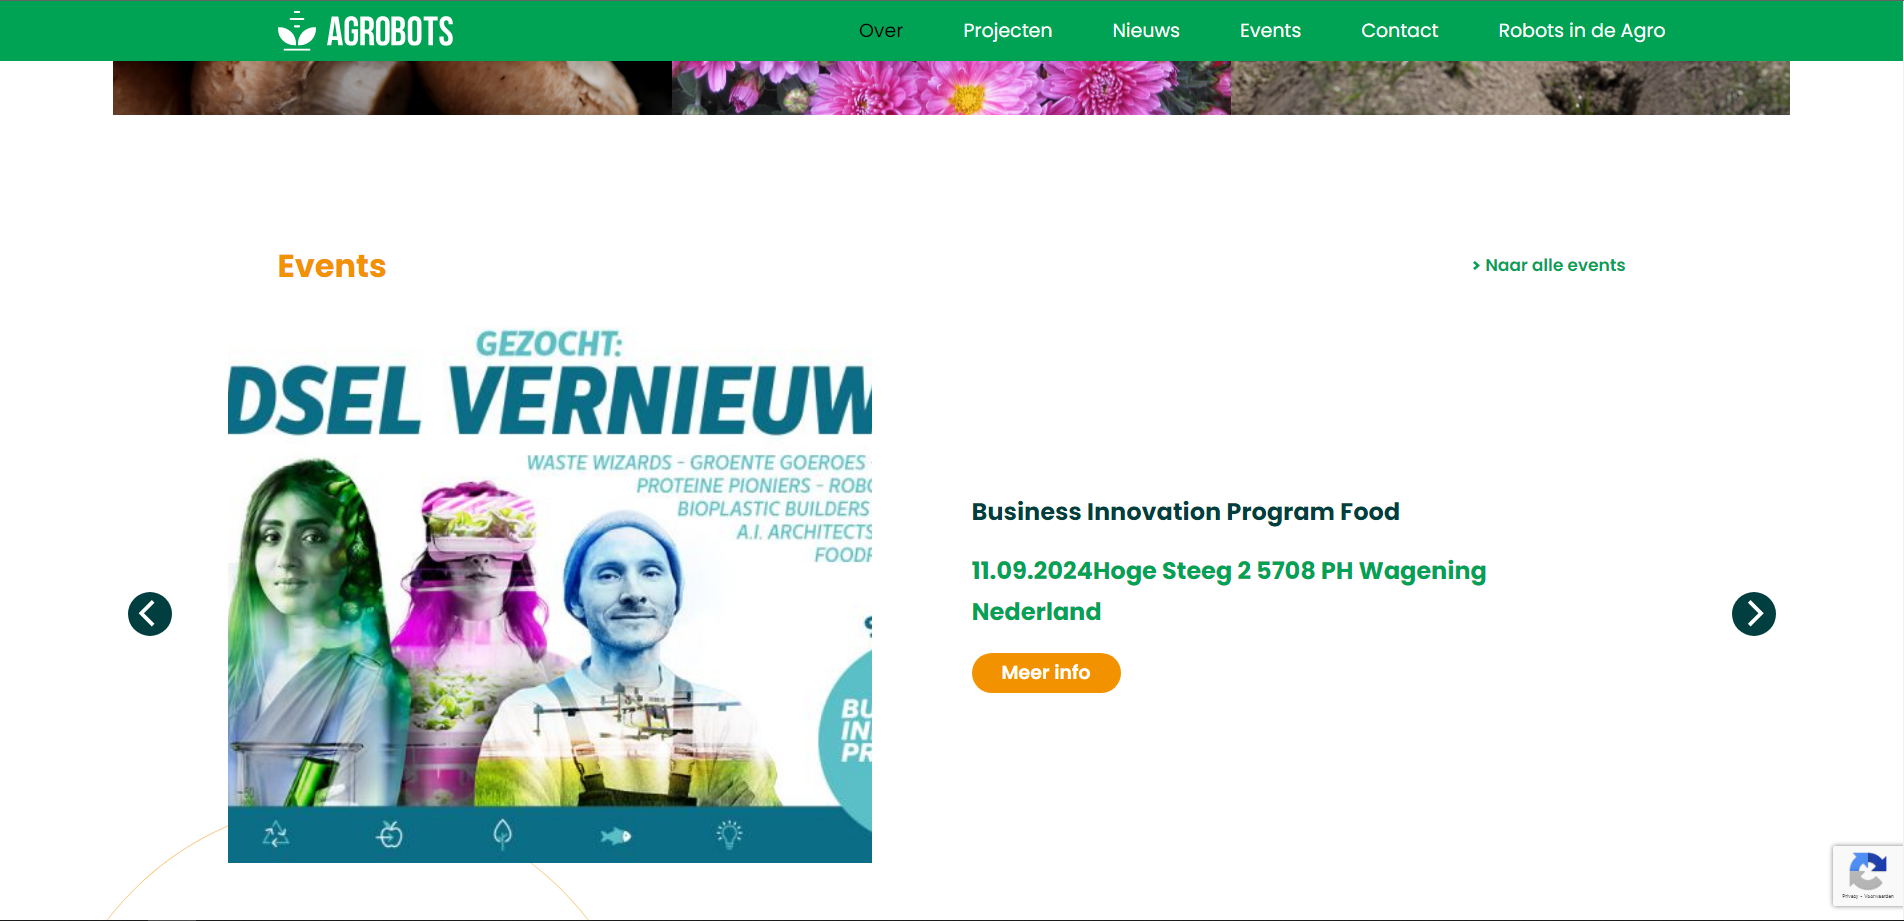 AGROBOTS
Over
Projecten
Nieuws
Events
Contact
Robots in de Agro
Events
> Naar alle events
GEZOCHT:
DSEL VERNIEUW
WASTE WIZARDS - GROENTE GOEROES -
PROTEINE PIONIERS - ROBO
BIOPLASTIC BUILDERS
A.I. ARCHITECTS
FOODF
BU
IN
PR
Business Innovation Program Food
11.09.2024Hoge Steeg 2 5708 PH Wagening
Nederland
Meer info
Privacy - Voorwaarden